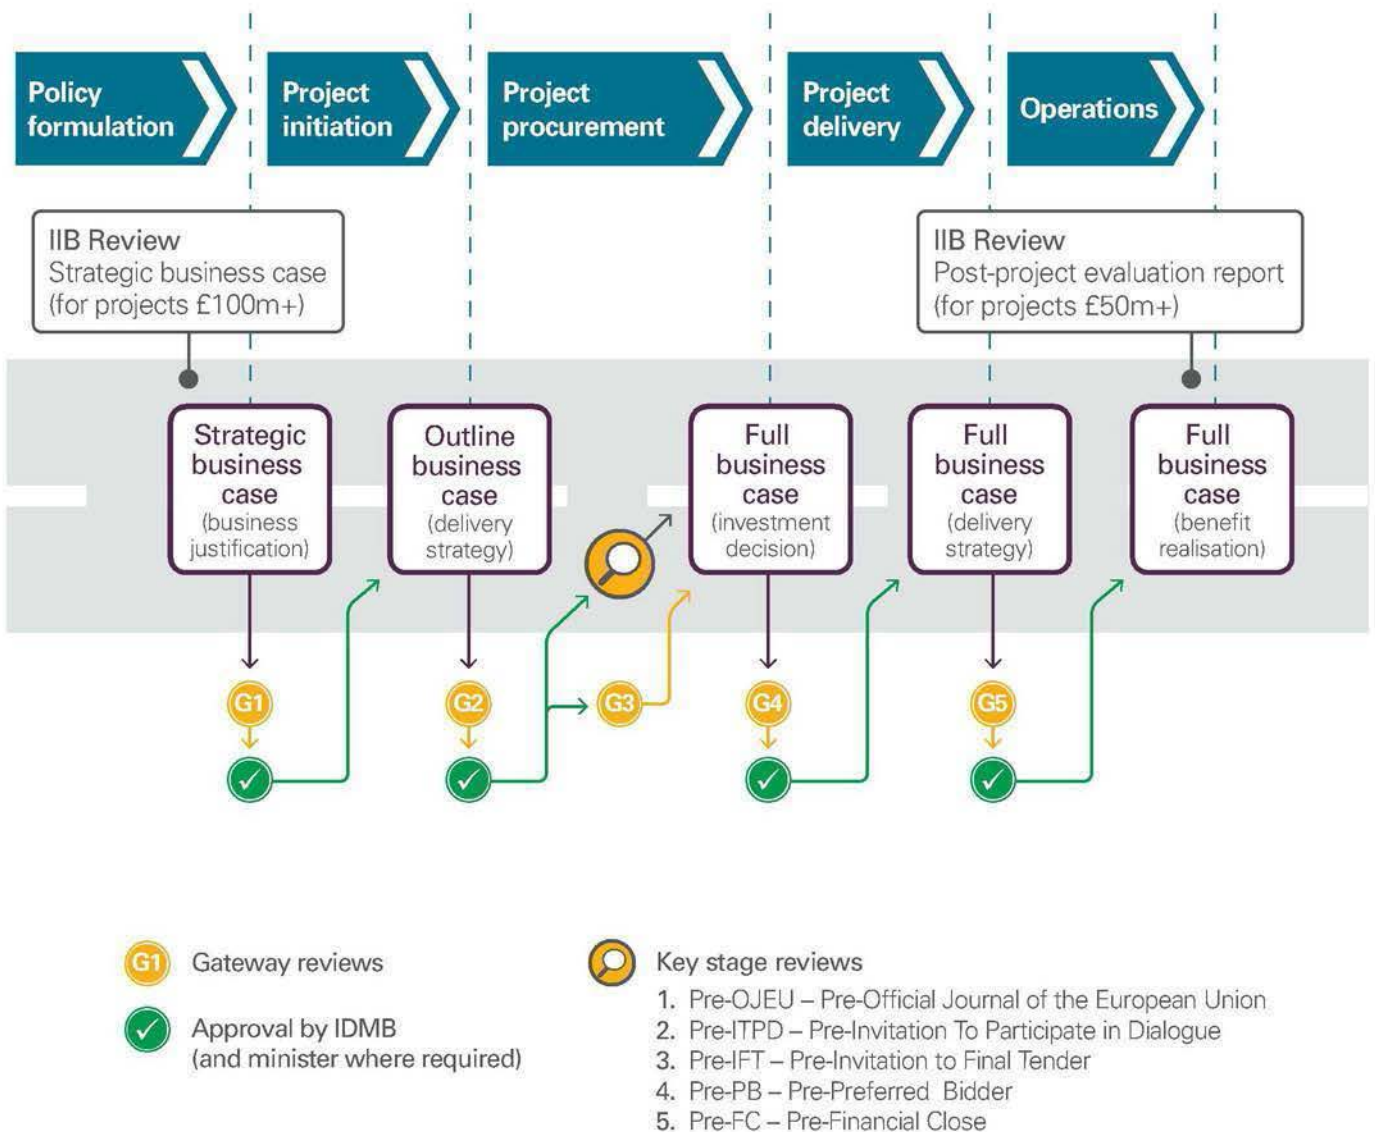 Policy
formulation
Project
initiation
Project
procurement
Project
delivery
Operations
IIB Review
Strategic business case
(for projects £100m+)
IIB Review
Post-project evaluation report
(for projects £50m+)
Strategic
business
case
(business
justification)
Outline
business
case
(delivery
strategy)
Full
business
case
(investment
decision)
Full
business
case
(delivery
strategy)
Full
business
case
(benefit
realisation)
G1
G2
G3
G4
G5
G1 Gateway reviews
Approval by IDMB
(and minister where required)
Key stage reviews
1. Pre-OJEU – Pre-Official Journal of the European Union
2. Pre-ITPD – Pre-Invitation To Participate in Dialogue
3. Pre-IFT – Pre-Invitation to Final Tender
4. Pre-PB – Pre-Preferred Bidder
5. Pre-FC – Pre-Financial Close